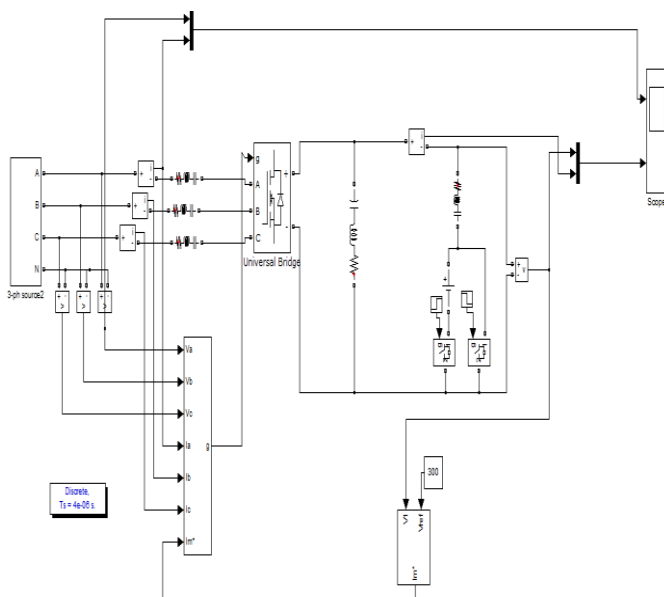 Scope
g
A
B
C
N
A
B
C
+
-
i
+
-
i
+
-
i
+
-
i
+
-
3-ph source2
Universal Bridge
+
-
v
+
Va
Vb
Vc
Ia
Ib
Ic
Im*
g
Discrete,
Ts = 4e-06 s.
300
V1
Vref
Im*